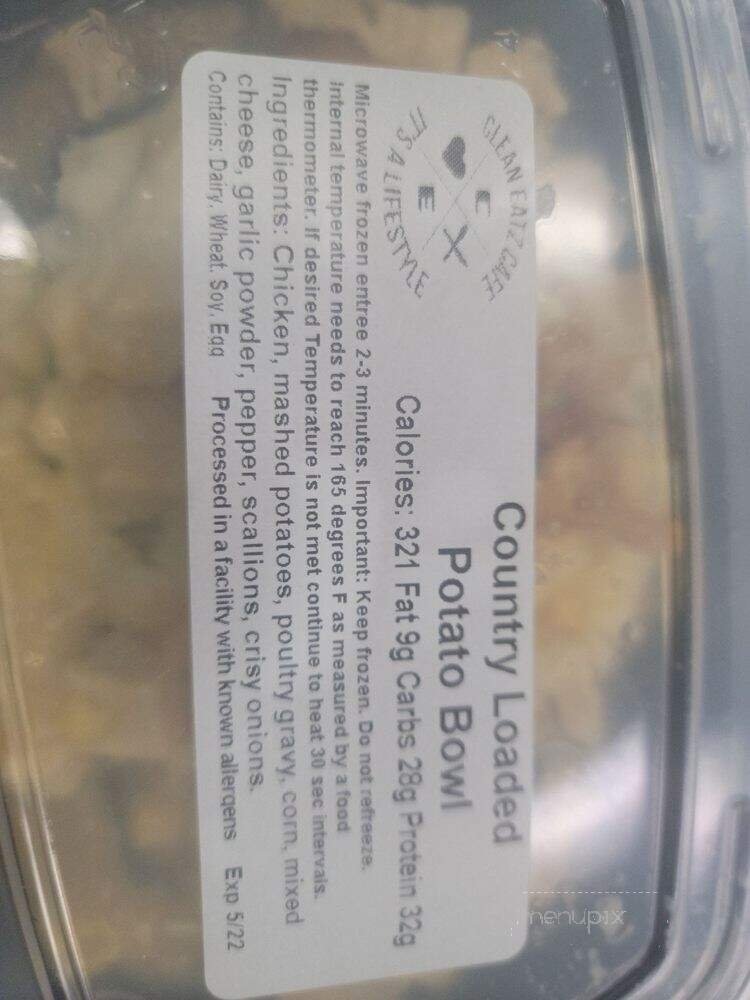 CLEAN EATZ CAFE
C
X
E
IT'S A LIFESTYLE
Country Loaded
Potato Bowl
Calories: 321 Fat 9g Carbs 28g Protein 32g
Microwave frozen entree 2-3 minutes. Important: Keep frozen. Do not refreeze.
Internal temperature needs to reach 165 degrees F as measured by a food
thermometer. If desired Temperature is not met continue to heat 30 sec intervals.
Ingredients: Chicken, mashed potatoes, poultry gravy, corn, mixed
cheese, garlic powder, pepper, scallions, crisy onions.
Contains: Dairy, Wheat. Soy, Egg Processed in a facility with known allergens Exp 5/22
menupix